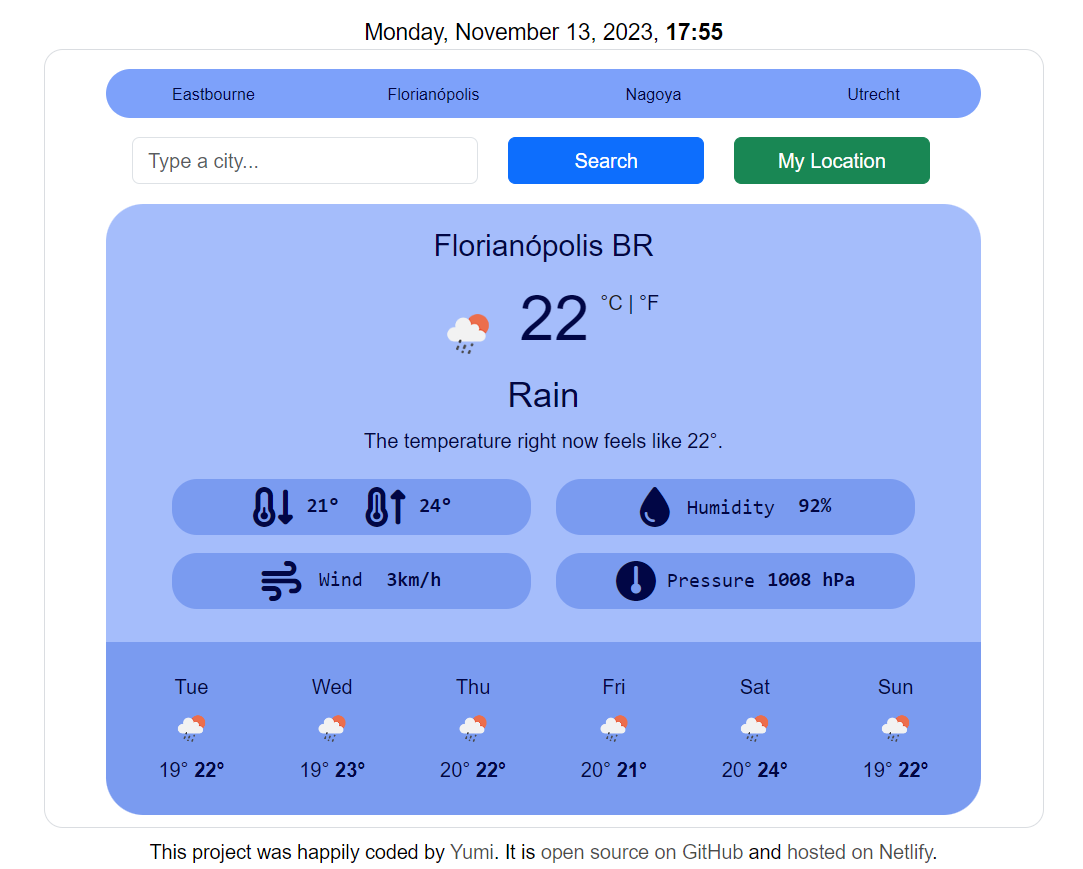 Monday, November 13, 2023, 17:55
Eastbourne Florianópolis Nagoya Utrecht
Type a city... Search My Location
Florianópolis BR
22 °C | °F
Rain
The temperature right now feels like 22°.
21° 24° Humidity 92%
Wind 3km/h Pressure 1008 hPa
Tue Wed Thu Fri Sat Sun
19° 22° 19° 23° 20° 22° 20° 21° 20° 24° 19° 22°
This project was happily coded by Yumi. It is open source on GitHub and hosted on Netlify.